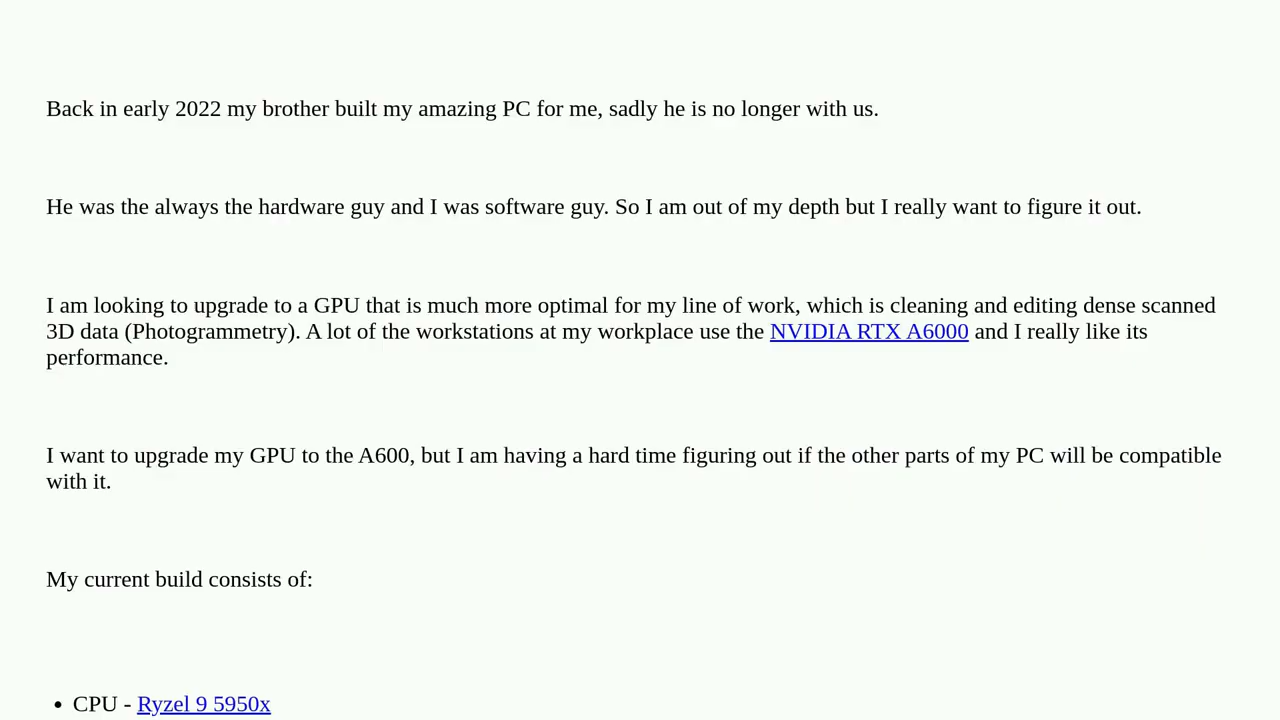 Back in early 2022 my brother built my amazing PC for me, sadly he is no longer with us.
He was the always the hardware guy and I was software guy. So I am out of my depth but I really want to figure it out.
I am looking to upgrade to a GPU that is much more optimal for my line of work, which is cleaning and editing dense scanned
3D data (Photogrammetry). A lot of the workstations at my workplace use the NVIDIA RTX A6000 and I really like its
performance.
I want to upgrade my GPU to the A600, but I am having a hard time figuring out if the other parts of my PC will be compatible
with it.
My current build consists of:
• CPU - Ryzel 9 5950x